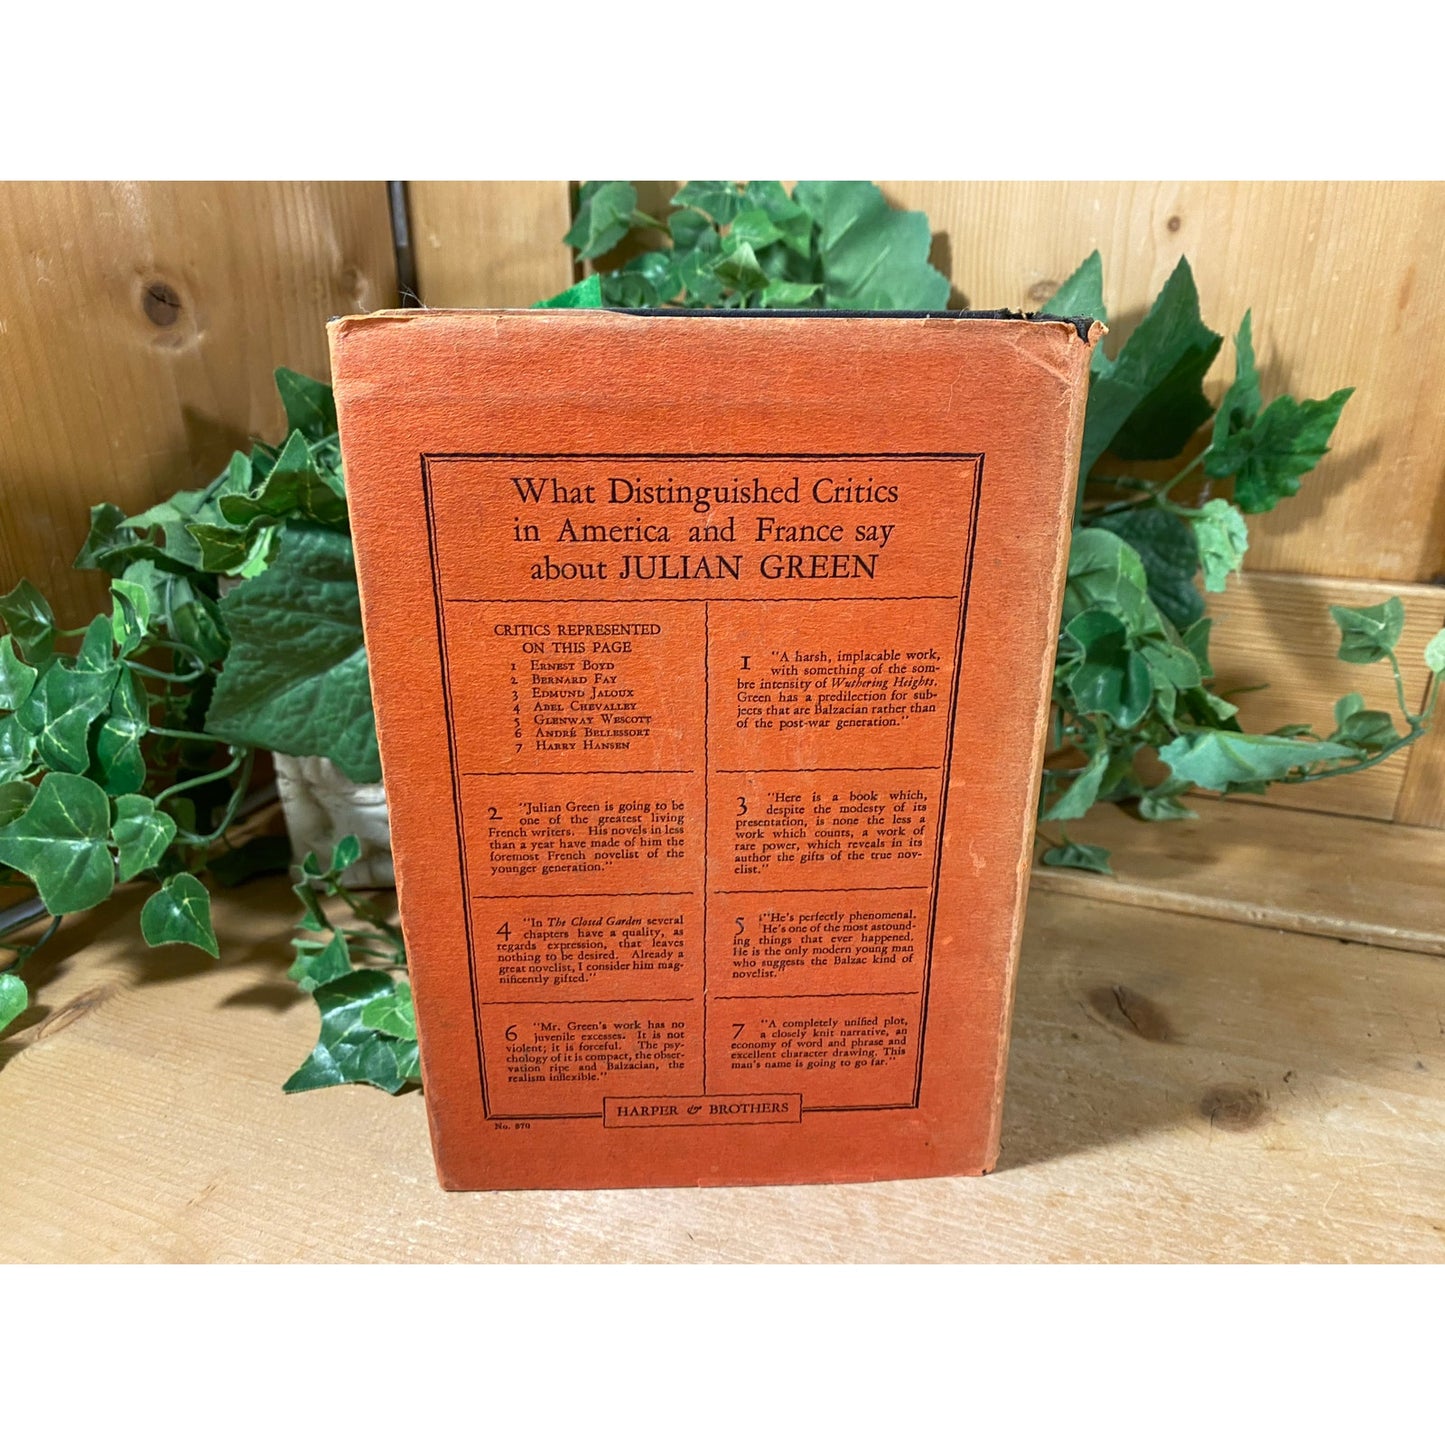 What Distinguished Critics
in America and France say
about JULIAN GREEN
CRITICS REPRESENTED
ON THIS PAGE
1 ERNEST BOYD
2 BERNARD FAY
3 EDMUND JALOUX
4 ABEL CHEVALLEY
5 GLENWAY WESCOTT
6 ANDRÉ BELLESSORT
7 HARRY HANSEN
1 "A harsh, implacable work,
with something of the som-
bre intensity of Wuthering Heights.
Green has a predilection for sub-
jects that are Balzacian rather than
of the post-war generation."
2 "Julian Green is going to be
one of the greatest living
French writers. His novels in less
than a year have made of him the
foremost French novelist of the
younger generation."
3 "Here is a book which,
despite the modesty of its
presentation, is none the less a
work which counts, a work of
rare power, which reveals in its
author the gifts of the true nov-
elist."
4 "In The Closed Garden several
chapters have a quality, as
regards expression, that leaves
nothing to be desired. Already a
great novelist, I consider him mag-
nificently gifted."
5 "He's perfectly phenomenal.
He's one of the most astound-
ing things that ever happened.
He is the only modern young man
who suggests the Balzac kind of
novelist."
6 "Mr. Green's work has no
juvenile excesses. It is not
violent; it is forceful. The psy-
chology of it is compact, the obser-
vation ripe and Balzacian, the
realism inflexible."
7 "A completely unified plot,
a closely knit narrative, an
economy of word and phrase and
excellent character drawing. This
man's name is going to go far."
HARPER & BROTHERS
No. 870